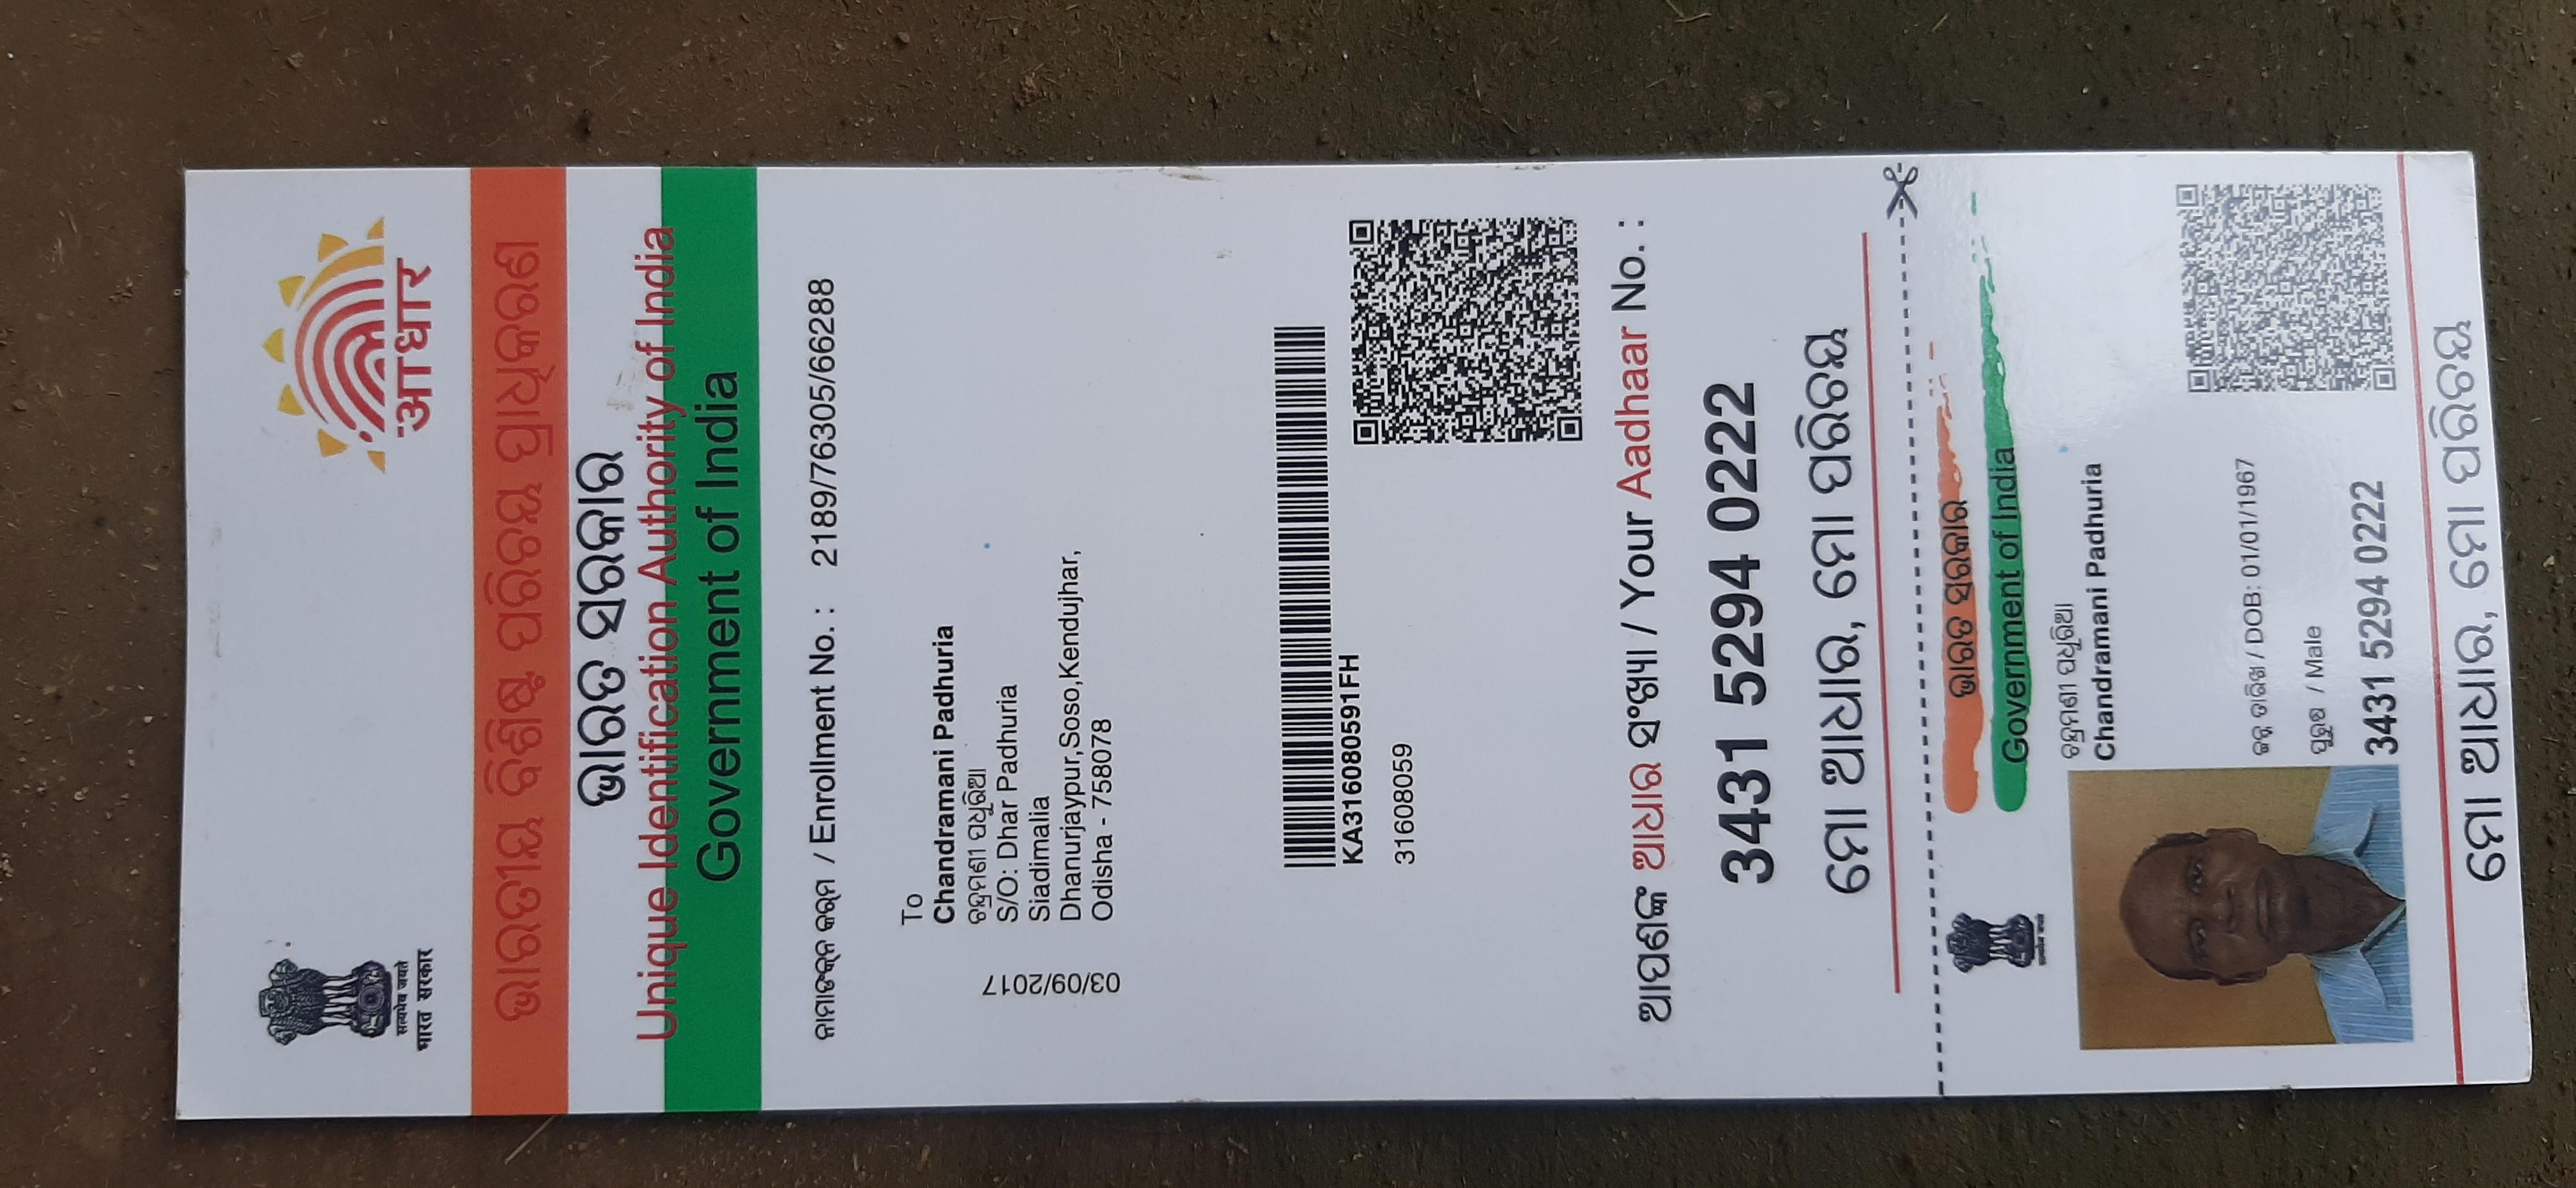 सत्यमेव जयते
भारत सरकार
आधार
ଭାରତୀୟ ବିଶିଷ୍ଟ ପରିଚୟ ପ୍ରାଧିକରଣ
ଭାରତ ସରକାର
Unique Identification Authority of India
Government of India
ନାମାଙ୍କନ କ୍ରମ / Enrollment No. : 2189/76305/66288
To
Chandramani Padhuria
ଚନ୍ଦ୍ରମଣୀ ପଧୁରିଆ
S/O: Dhar Padhuria
Siadimalia
Dhanurjaypur,Soso,Kendujhar,
Odisha - 758078
03/09/2017
KA316080591FH
316080059
ଆପଣଙ୍କ ଆଧାର ସଂଖ୍ୟା / Your Aadhaar No. :
3431 5294 0222
ମୋ ଆଧାର, ମୋ ପରିଚୟ
ଭାରତ ସରକାର
Government of India
ଚନ୍ଦ୍ରମଣୀ ପଧୁରିଆ
Chandramani Padhuria
ଜନ୍ମ ତାରିଖ / DOB: 01/01/1967
ପୁରୁଷ / Male
3431 5294 0222
ମୋ ଆଧାର, ମୋ ପରିଚୟ